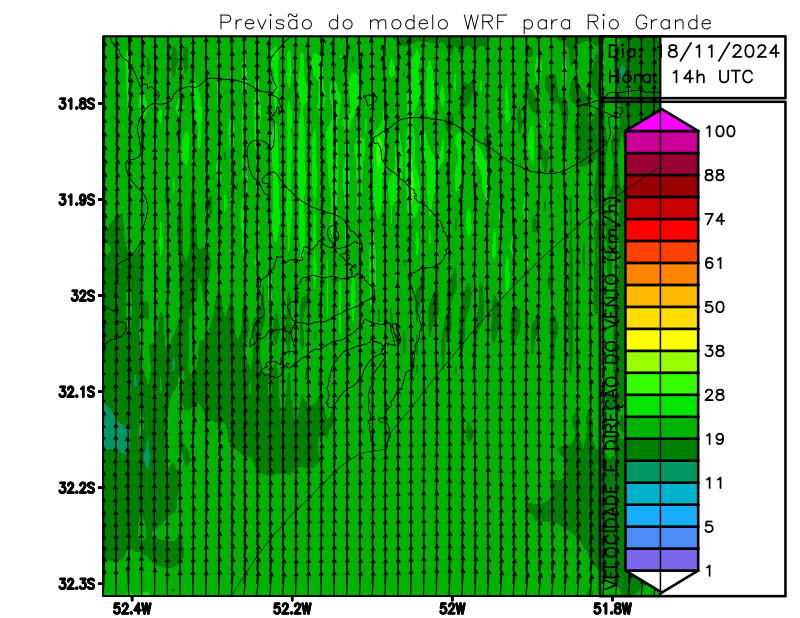 Previsão do modelo WRF para Rio Grande
Dia: 18/11/2024
Hora: 14h UTC
31.8S
31.9S
32S
32.1S
32.2S
32.3S
52.4W
52.2W
52W
51.8W
VELOCIDADE E DIREÇÃO DO VENTO (km/h)
100
88
74
61
50
38
28
19
11
5
1